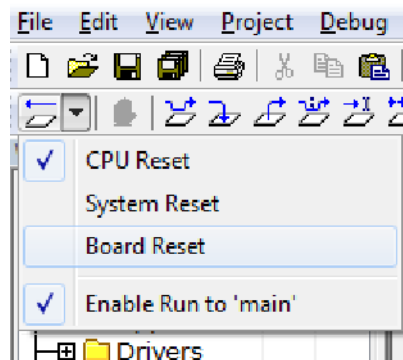 File Edit View Project Debug
CPU Reset
System Reset
Board Reset
Enable Run to 'main'
Drivers